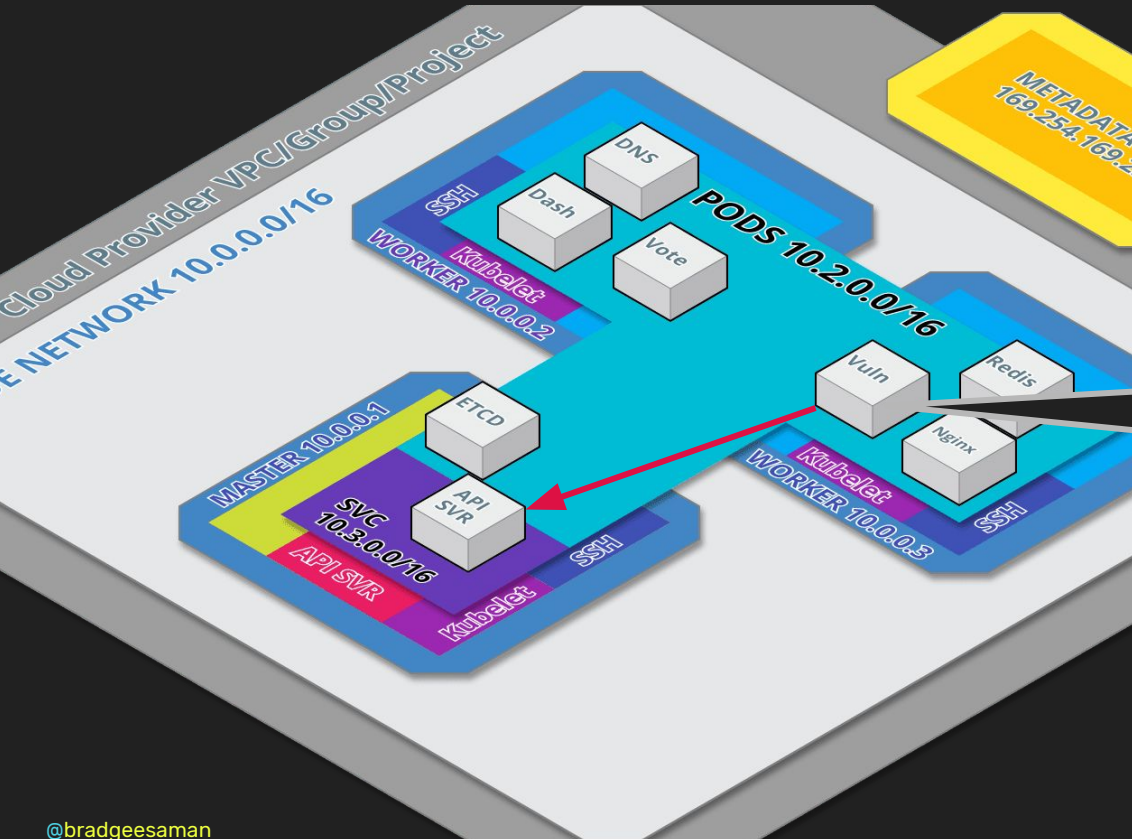 Cloud Provider VPC/Group/Project
E NETWORK 10.0.0.0/16
METADATA
169.254.169.2
DNS
Dash
Vote
SSH
Kubelet
WORKER 10.0.0.2
PODS 10.2.0.0/16
Vuln
Redis
Nginx
Kubelet
WORKER 10.0.0.3
SSH
ETCD
MASTER 10.0.0.1
API
SVR
SVC
10.3.0.0/16
API SVR
SSH
Kubelet
@bradgeesaman